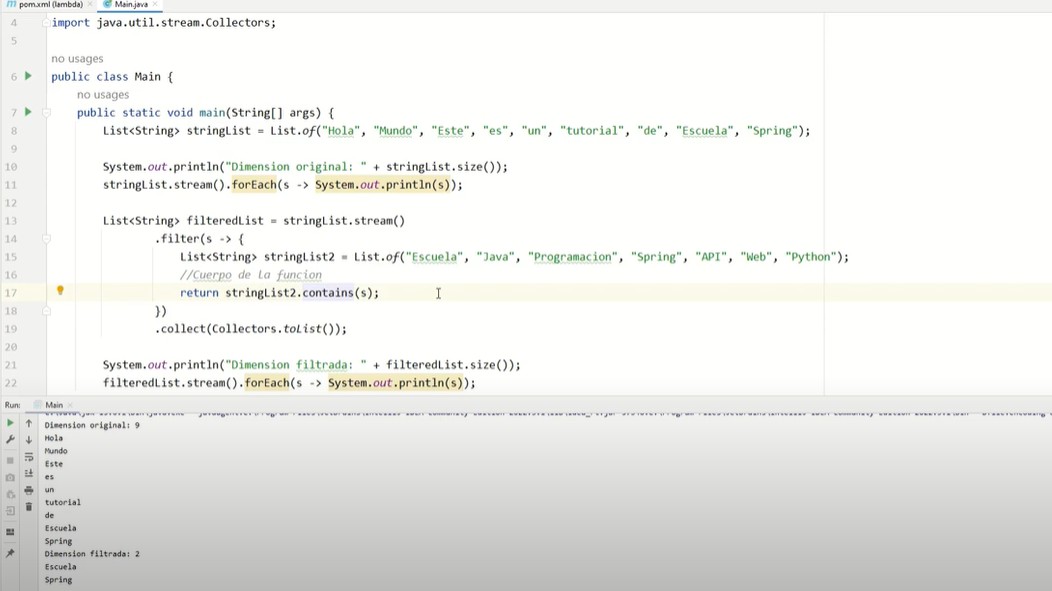 pom.xml (lambda) Main.java
4 import java.util.stream.Collectors;
5
no usages
6 public class Main {
no usages
7 public static void main(String[] args) {
8 List<String> stringList = List.of("Hola", "Mundo", "Este", "es", "un", "tutorial", "de", "Escuela", "Spring");
9
10 System.out.println("Dimension original: " + stringList.size());
11 stringList.stream().forEach(s -> System.out.println(s));
12
13 List<String> filteredList = stringList.stream()
14 .filter(s -> {
15 List<String> stringList2 = List.of("Escuela", "Java", "Programacion", "Spring", "API", "Web", "Python");
16 //Cuerpo de la funcion
17 return stringList2.contains(s);
18 })
19 .collect(Collectors.toList());
20
21 System.out.println("Dimension filtrada: " + filteredList.size());
22 filteredList.stream().forEach(s -> System.out.println(s));
Run: Main
Dimension original: 9
Hola
Mundo
Este
es
un
tutorial
de
Escuela
Spring
Dimension filtrada: 2
Escuela
Spring